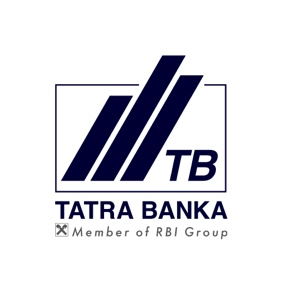 TB
TATRA BANKA
Member of RBI Group